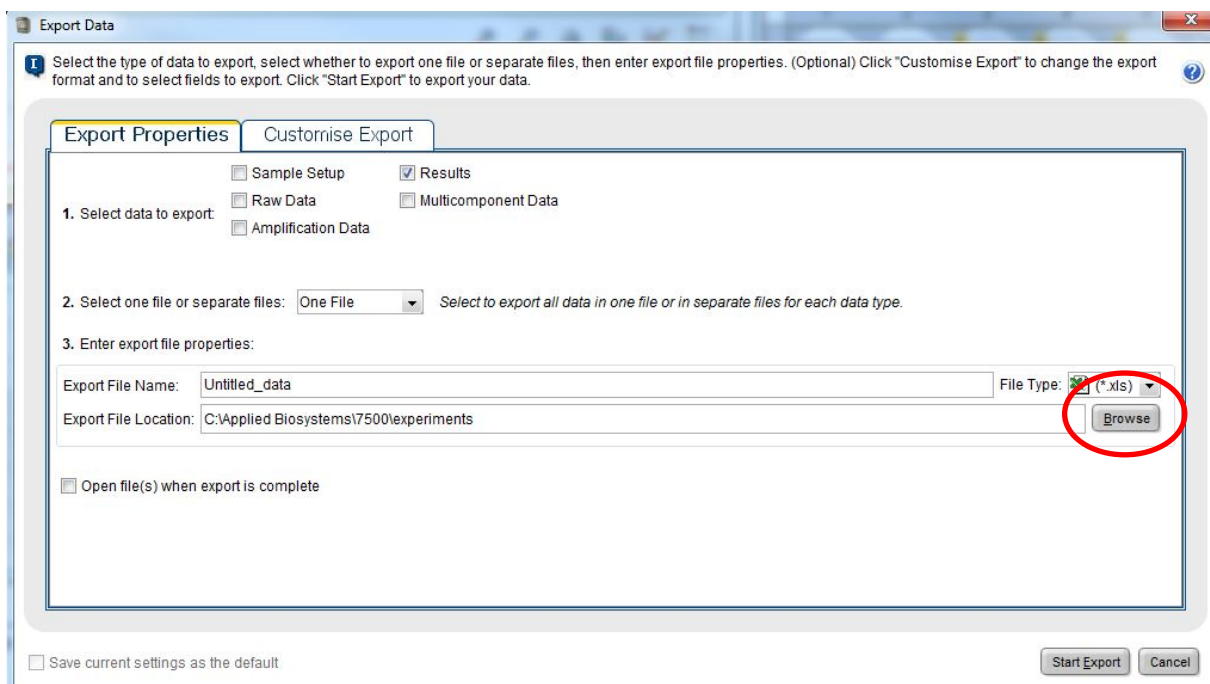 Export Data
Select the type of data to export, select whether to export one file or separate files, then enter export file properties. (Optional) Click "Customise Export" to change the export
format and to select fields to export. Click "Start Export" to export your data.
Export Properties
Customise Export
1. Select data to export:
Sample Setup
Results
Raw Data
Multicomponent Data
Amplification Data
2. Select one file or separate files: One File Select to export all data in one file or in separate files for each data type.
3. Enter export file properties:
Export File Name: Untitled_data File Type: (*.xls)
Export File Location: C:\Applied Biosystems\7500\experiments Browse
Open file(s) when export is complete
Save current settings as the default
Start Export Cancel